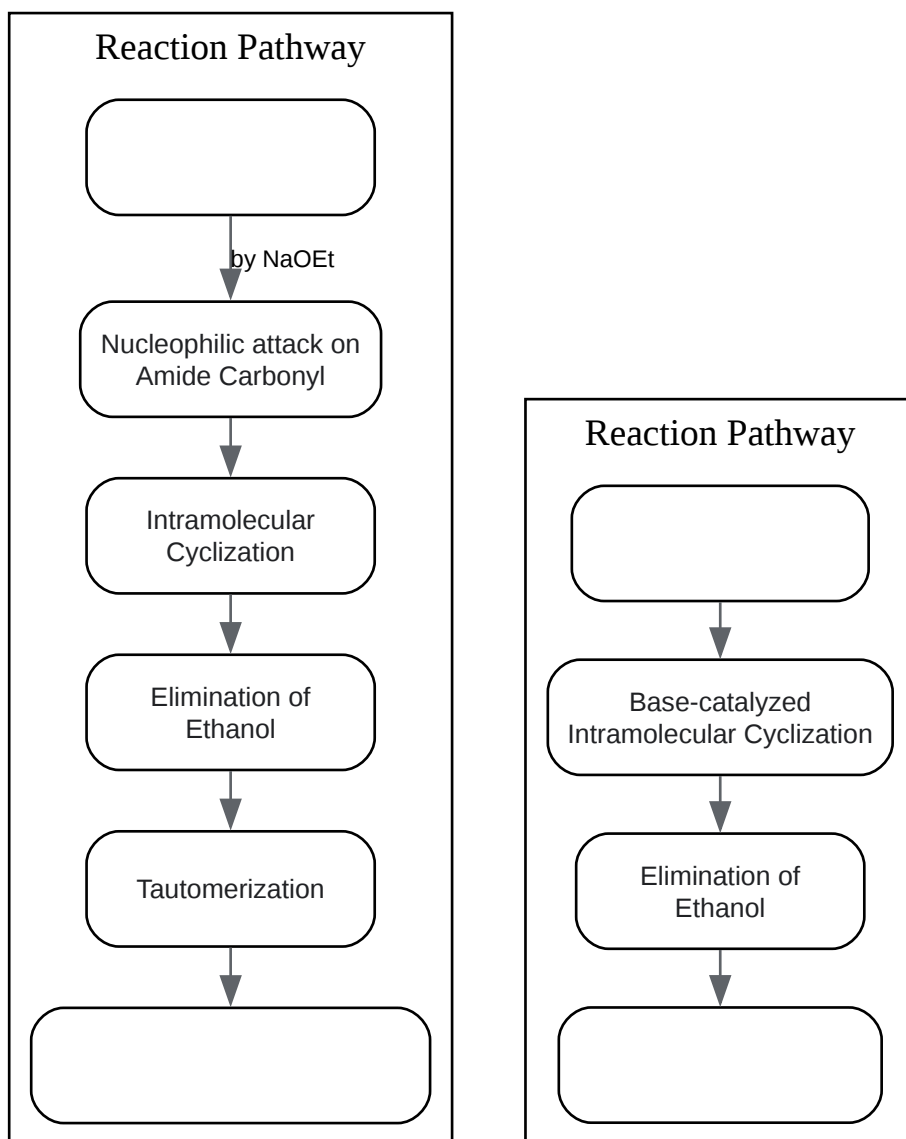 Reaction Pathway
by NaOEt
Nucleophilic attack on
Amide Carbonyl
Intramolecular
Cyclization
Elimination of
Ethanol
Tautomerization
Reaction Pathway
Base-catalyzed
Intramolecular Cyclization
Elimination of
Ethanol